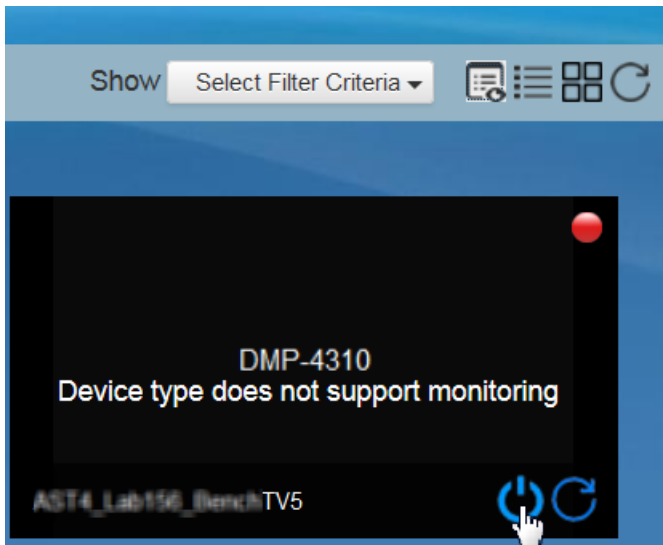 Show Select Filter Criteria
DMP-4310
Device type does not support monitoring
TV5